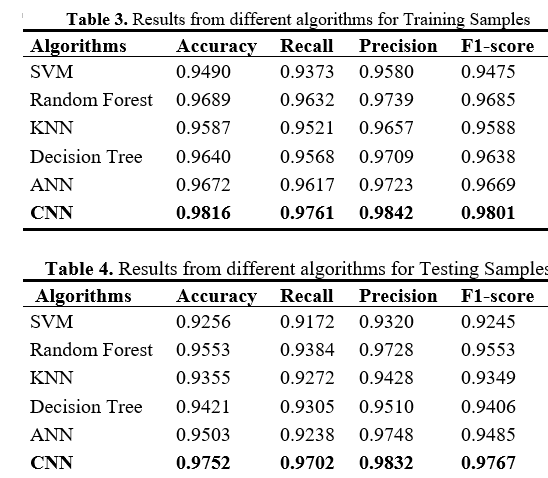 Table 3. Results from different algorithms for Training Samples
Algorithms Accuracy Recall Precision F1-score
SVM 0.9490 0.9373 0.9580 0.9475
Random Forest 0.9689 0.9632 0.9739 0.9685
KNN 0.9587 0.9521 0.9657 0.9588
Decision Tree 0.9640 0.9568 0.9709 0.9638
ANN 0.9672 0.9617 0.9723 0.9669
CNN 0.9816 0.9761 0.9842 0.9801
Table 4. Results from different algorithms for Testing Samples
Algorithms Accuracy Recall Precision F1-score
SVM 0.9256 0.9172 0.9320 0.9245
Random Forest 0.9553 0.9384 0.9728 0.9553
KNN 0.9355 0.9272 0.9428 0.9349
Decision Tree 0.9421 0.9305 0.9510 0.9406
ANN 0.9503 0.9238 0.9748 0.9485
CNN 0.9752 0.9702 0.9832 0.9767